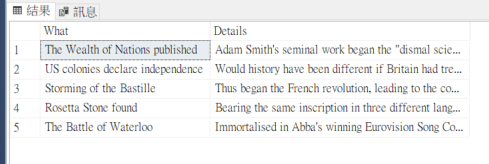 结果 訊息
What Details
1 The Wealth of Nations published Adam Smith's seminal work began the "dismal scie...
2 US colonies declare independence Would history have been different if Britain had tre...
3 Storming of the Bastille Thus began the French revolution, leading to the co...
4 Rosetta Stone found Bearing the same inscription in three different lang...
5 The Battle of Waterloo Immortalised in Abba's winning Eurovision Song Co...